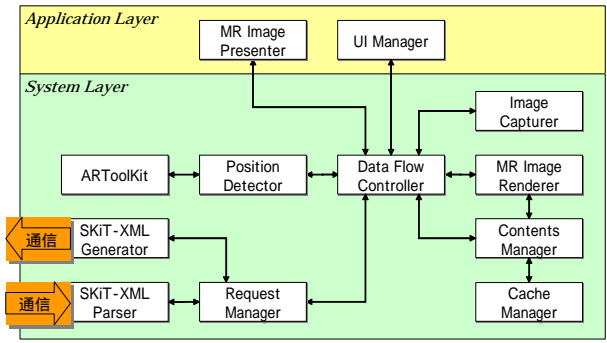 Application Layer
MR Image
Presenter
UI Manager
System Layer
Image
Capturer
ARToolKit
Position
Detector
Data Flow
Controller
MR Image
Renderer
通信
SKiT-XML
Generator
Contents
Manager
通信
SKiT-XML
Parser
Request
Manager
Cache
Manager